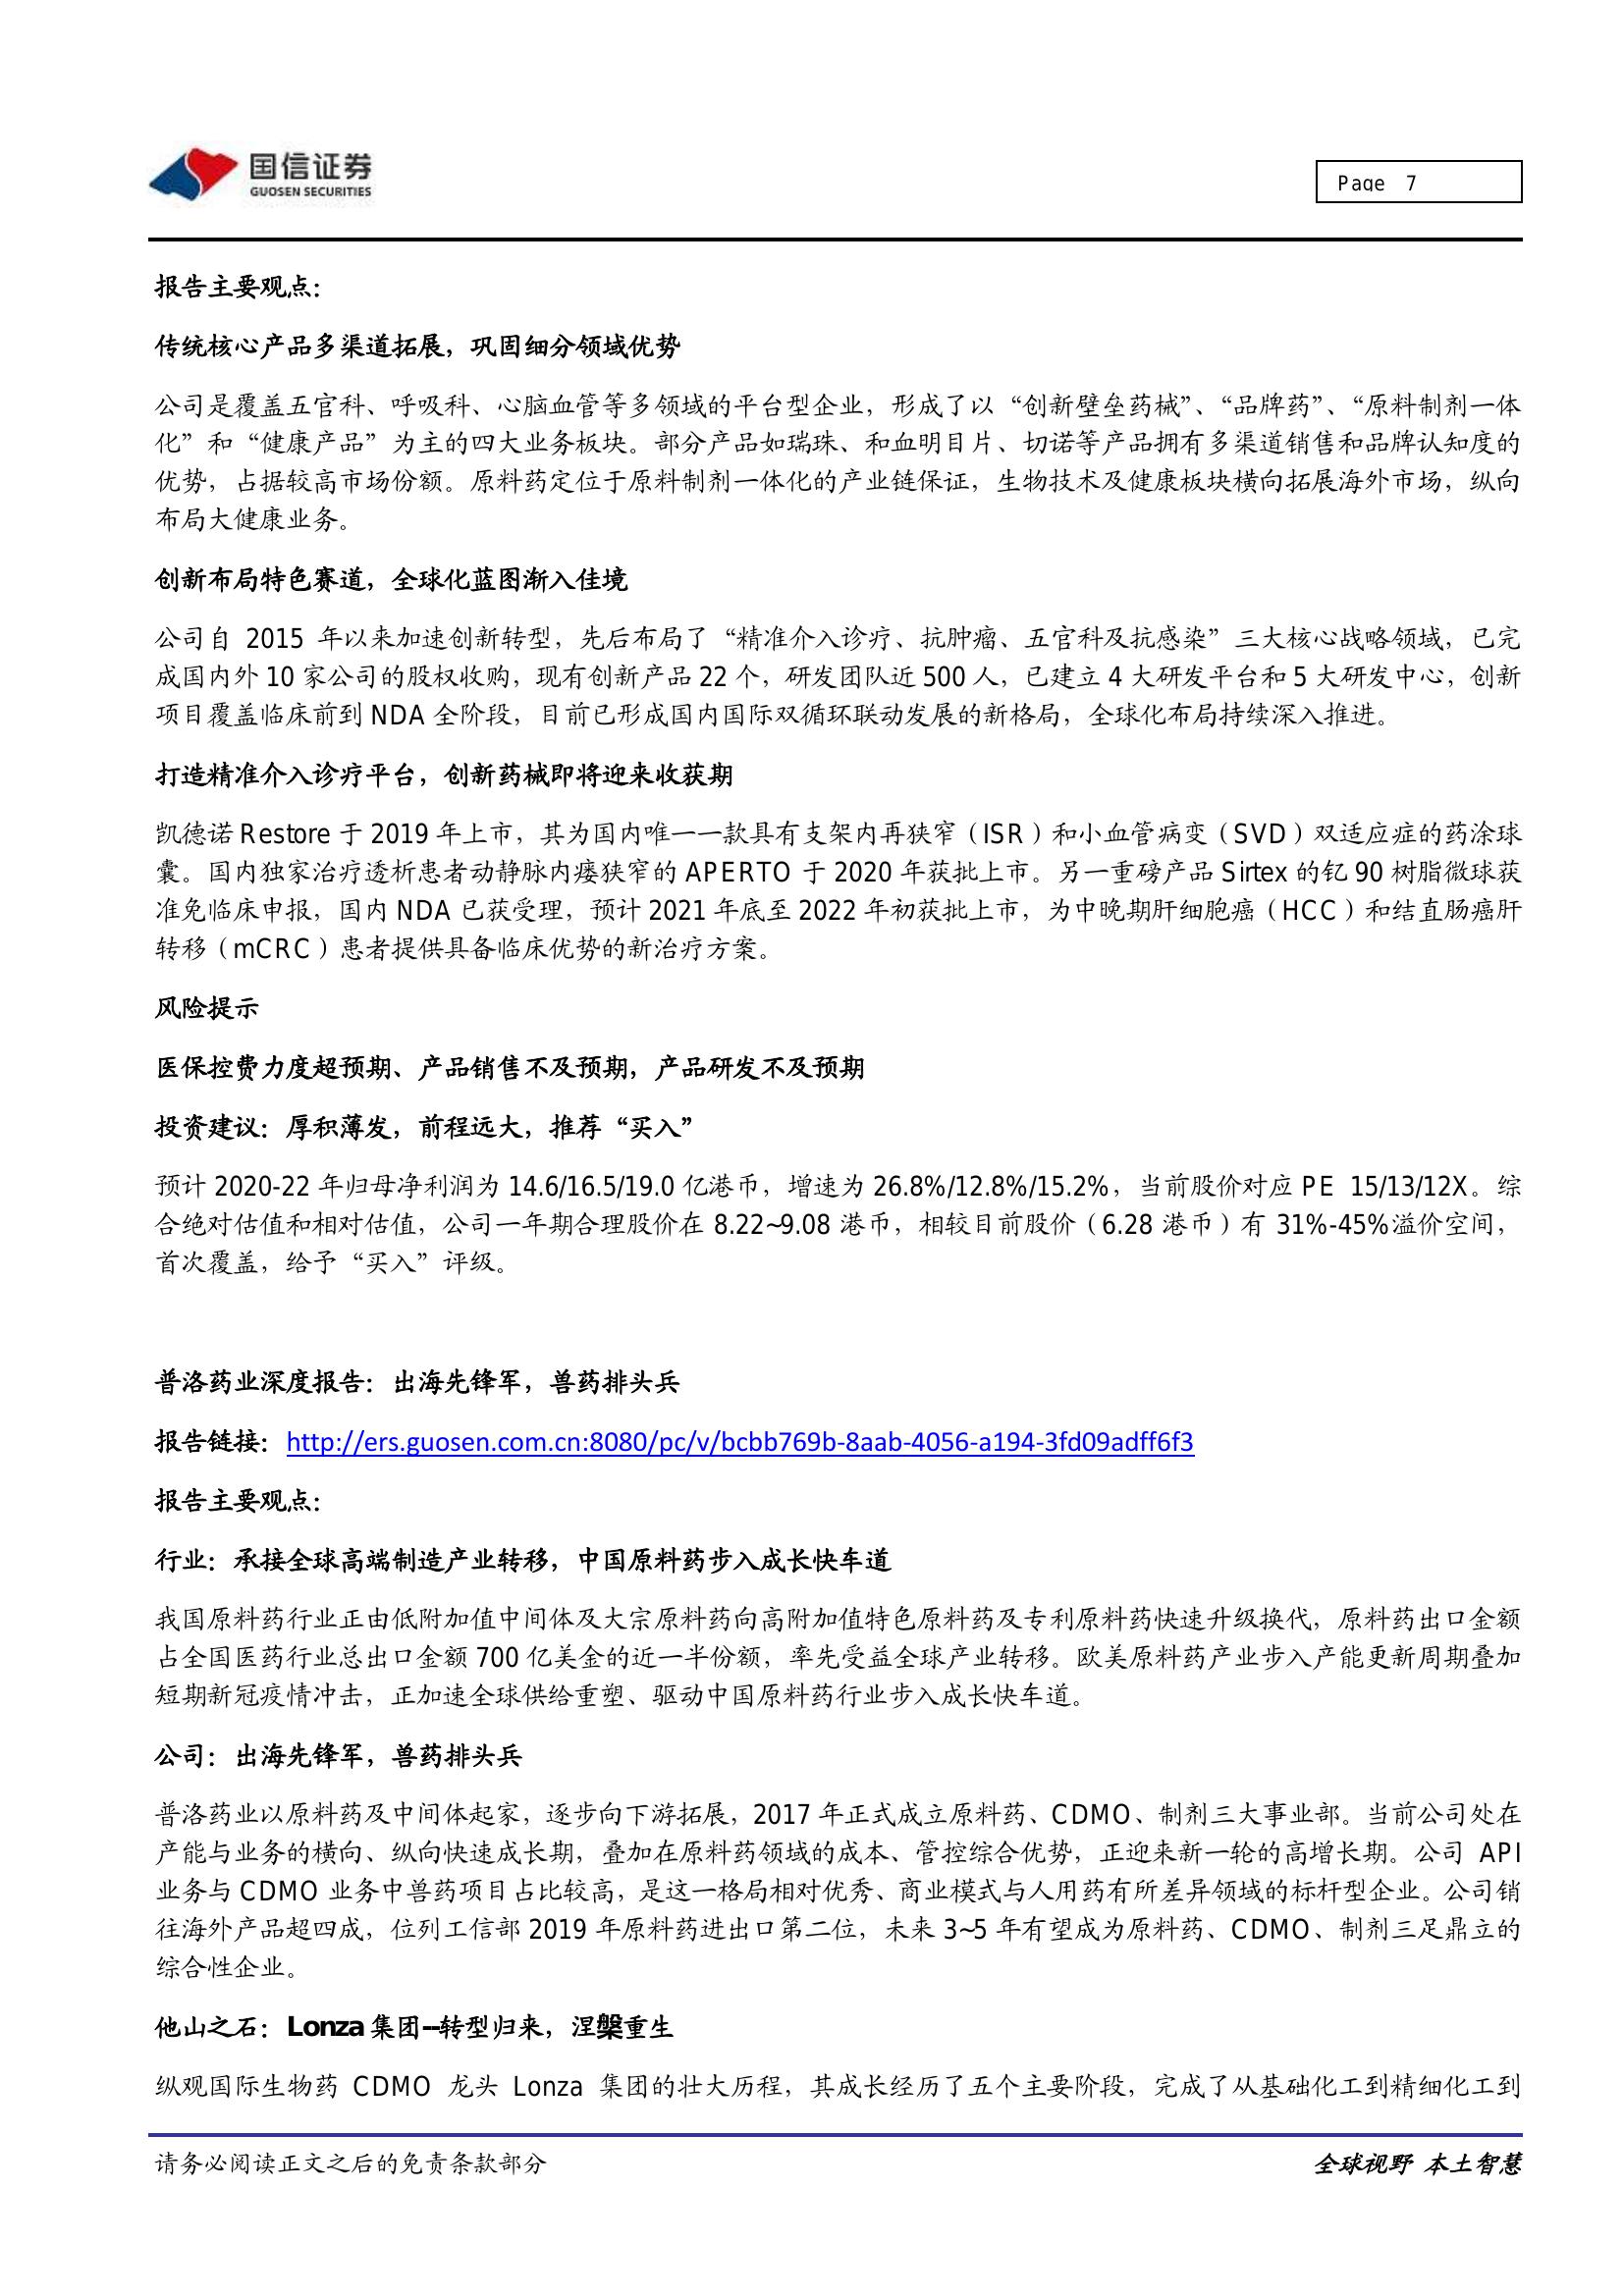 国信证券
GUOSEN SECURITIES
Page 7
报告主要观点：
传统核心产品多渠道拓展，巩固细分领域优势
公司是覆盖五官科、呼吸科、心脑血管等多领域的平台型企业，形成了以“创新壁垒药械”、“品牌药”、“原料制剂一体
化”和“健康产品”为主的四大业务板块。部分产品如瑞珠、和血明目片、切诺等产品拥有多渠道销售和品牌认知度的
优势，占据较高市场份额。原料药定位于原料制剂一体化的产业链保证，生物技术及健康板块横向拓展海外市场，纵向
布局大健康业务。
创新布局特色赛道，全球化蓝图渐入佳境
公司自 2015 年以来加速创新转型，先后布局了“精准介入诊疗、抗肿瘤、五官科及抗感染”三大核心战略领域，已完
成国内外 10 家公司的股权收购，现有创新产品 22 个，研发团队近 500 人，已建立 4 大研发平台和 5 大研发中心，创新
项目覆盖临床前到 NDA 全阶段，目前已形成国内国际双循环联动发展的新格局，全球化布局持续深入推进。
打造精准介入诊疗平台，创新药械即将迎来收获期
凯德诺 Restore 于 2019 年上市，其为国内唯一一款具有支架内再狭窄（ISR）和小血管病变（SVD）双适应症的药涂球
囊。国内独家治疗透析患者动静脉内瘘狭窄的 APERTO 于 2020 年获批上市。另一重磅产品 Sirtex 的钇 90 树脂微球获
准免临床申报，国内 NDA 已获受理，预计 2021 年底至 2022 年初获批上市，为中晚期肝细胞癌（HCC）和结直肠癌肝
转移（mCRC）患者提供具备临床优势的新治疗方案。
风险提示
医保控费力度超预期、产品销售不及预期，产品研发不及预期
投资建议：厚积薄发，前程远大，推荐“买入”
预计 2020-22 年归母净利润为 14.6/16.5/19.0 亿港币，增速为 26.8%/12.8%/15.2%，当前股价对应 PE 15/13/12X。综
合绝对估值和相对估值，公司一年期合理股价在 8.22~9.08 港币，相较目前股价（6.28 港币）有 31%-45%溢价空间，
首次覆盖，给予“买入”评级。
普洛药业深度报告：出海先锋军，兽药排头兵
报告链接：http://ers.guosen.com.cn:8080/pc/v/bcbb769b-8aab-4056-a194-3fd09adff6f3
报告主要观点：
行业：承接全球高端制造产业转移，中国原料药步入成长快车道
我国原料药行业正由低附加值中间体及大宗原料药向高附加值特色原料药及专利原料药快速升级换代，原料药出口金额
占全国医药行业总出口金额 700 亿美金的近一半份额，率先受益全球产业转移。欧美原料药产业步入产能更新周期叠加
短期新冠疫情冲击，正加速全球供给重塑、驱动中国原料药行业步入成长快车道。
公司：出海先锋军，兽药排头兵
普洛药业以原料药及中间体起家，逐步向下游拓展，2017 年正式成立原料药、CDMO、制剂三大事业部。当前公司处在
产能与业务的横向、纵向快速成长期，叠加在原料药领域的成本、管控综合优势，正迎来新一轮的高增长期。公司 API
业务与 CDMO 业务中兽药项目占比较高，是这一格局相对优秀、商业模式与人用药有所差异领域的标杆型企业。公司销
往海外产品超四成，位列工信部 2019 年原料药进出口第二位，未来 3~5 年有望成为原料药、CDMO、制剂三足鼎立的
综合性企业。
他山之石：Lonza 集团--转型归来，涅槃重生
纵观国际生物药 CDMO 龙头 Lonza 集团的壮大历程，其成长经历了五个主要阶段，完成了从基础化工到精细化工到
请务必阅读正文之后的免责条款部分
全球视野 本土智慧